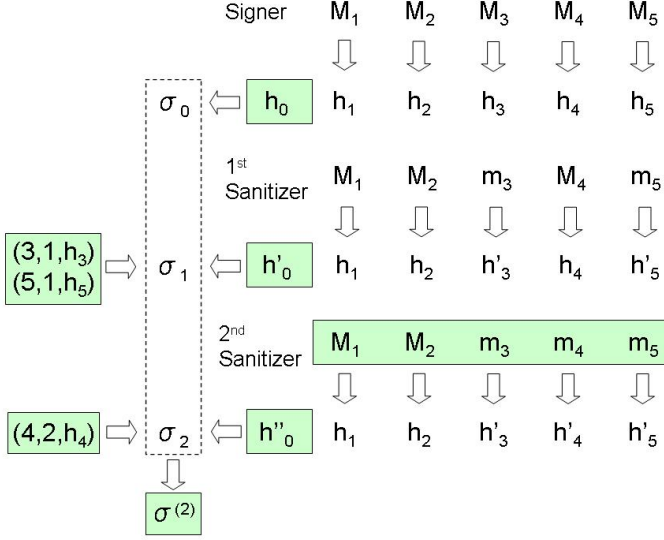 Signer M₁ M₂ M₃ M₄ M₅
σ₀ h₀ h₁ h₂ h₃ h₄ h₅
1st Sanitizer M₁ M₂ m₃ M₄ m₅
(3,1,h₃)
(5,1,h₅)
σ₁ h'₀ h₁ h₂ h'₃ h₄ h'₅
2nd Sanitizer M₁ M₂ m₃ m₄ m₅
(4,2,h₄) σ₂ h''₀ h₁ h₂ h'₃ h'₄ h'₅
σ⁽²⁾